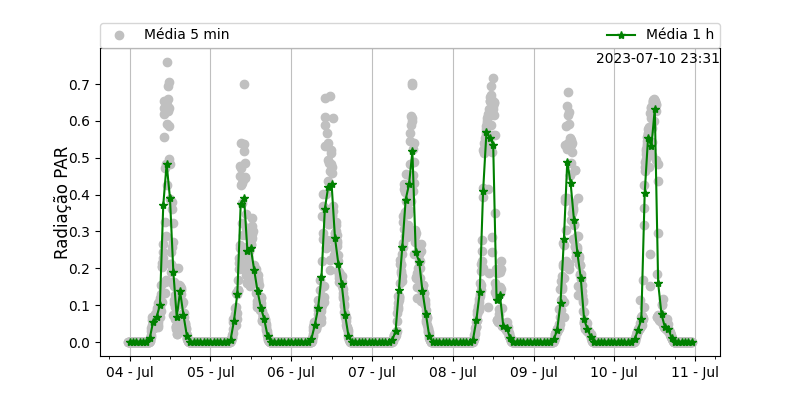 Média 5 min
Média 1 h
2023-07-10 23:31
Radiação PAR
0.7
0.6
0.5
0.4
0.3
0.2
0.1
0.0
04 - Jul
05 - Jul
06 - Jul
07 - Jul
08 - Jul
09 - Jul
10 - Jul
11 - Jul